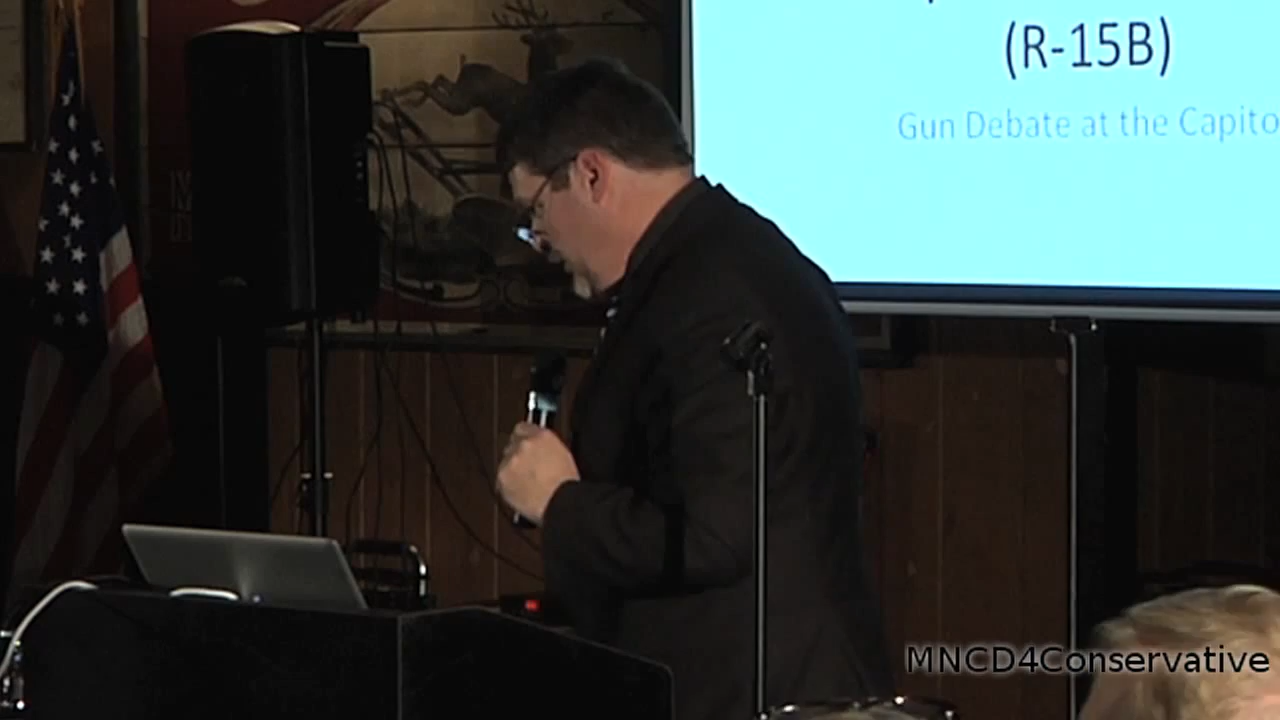 (R-15B)
Gun Debate at the Capito
MNCD4Conservative